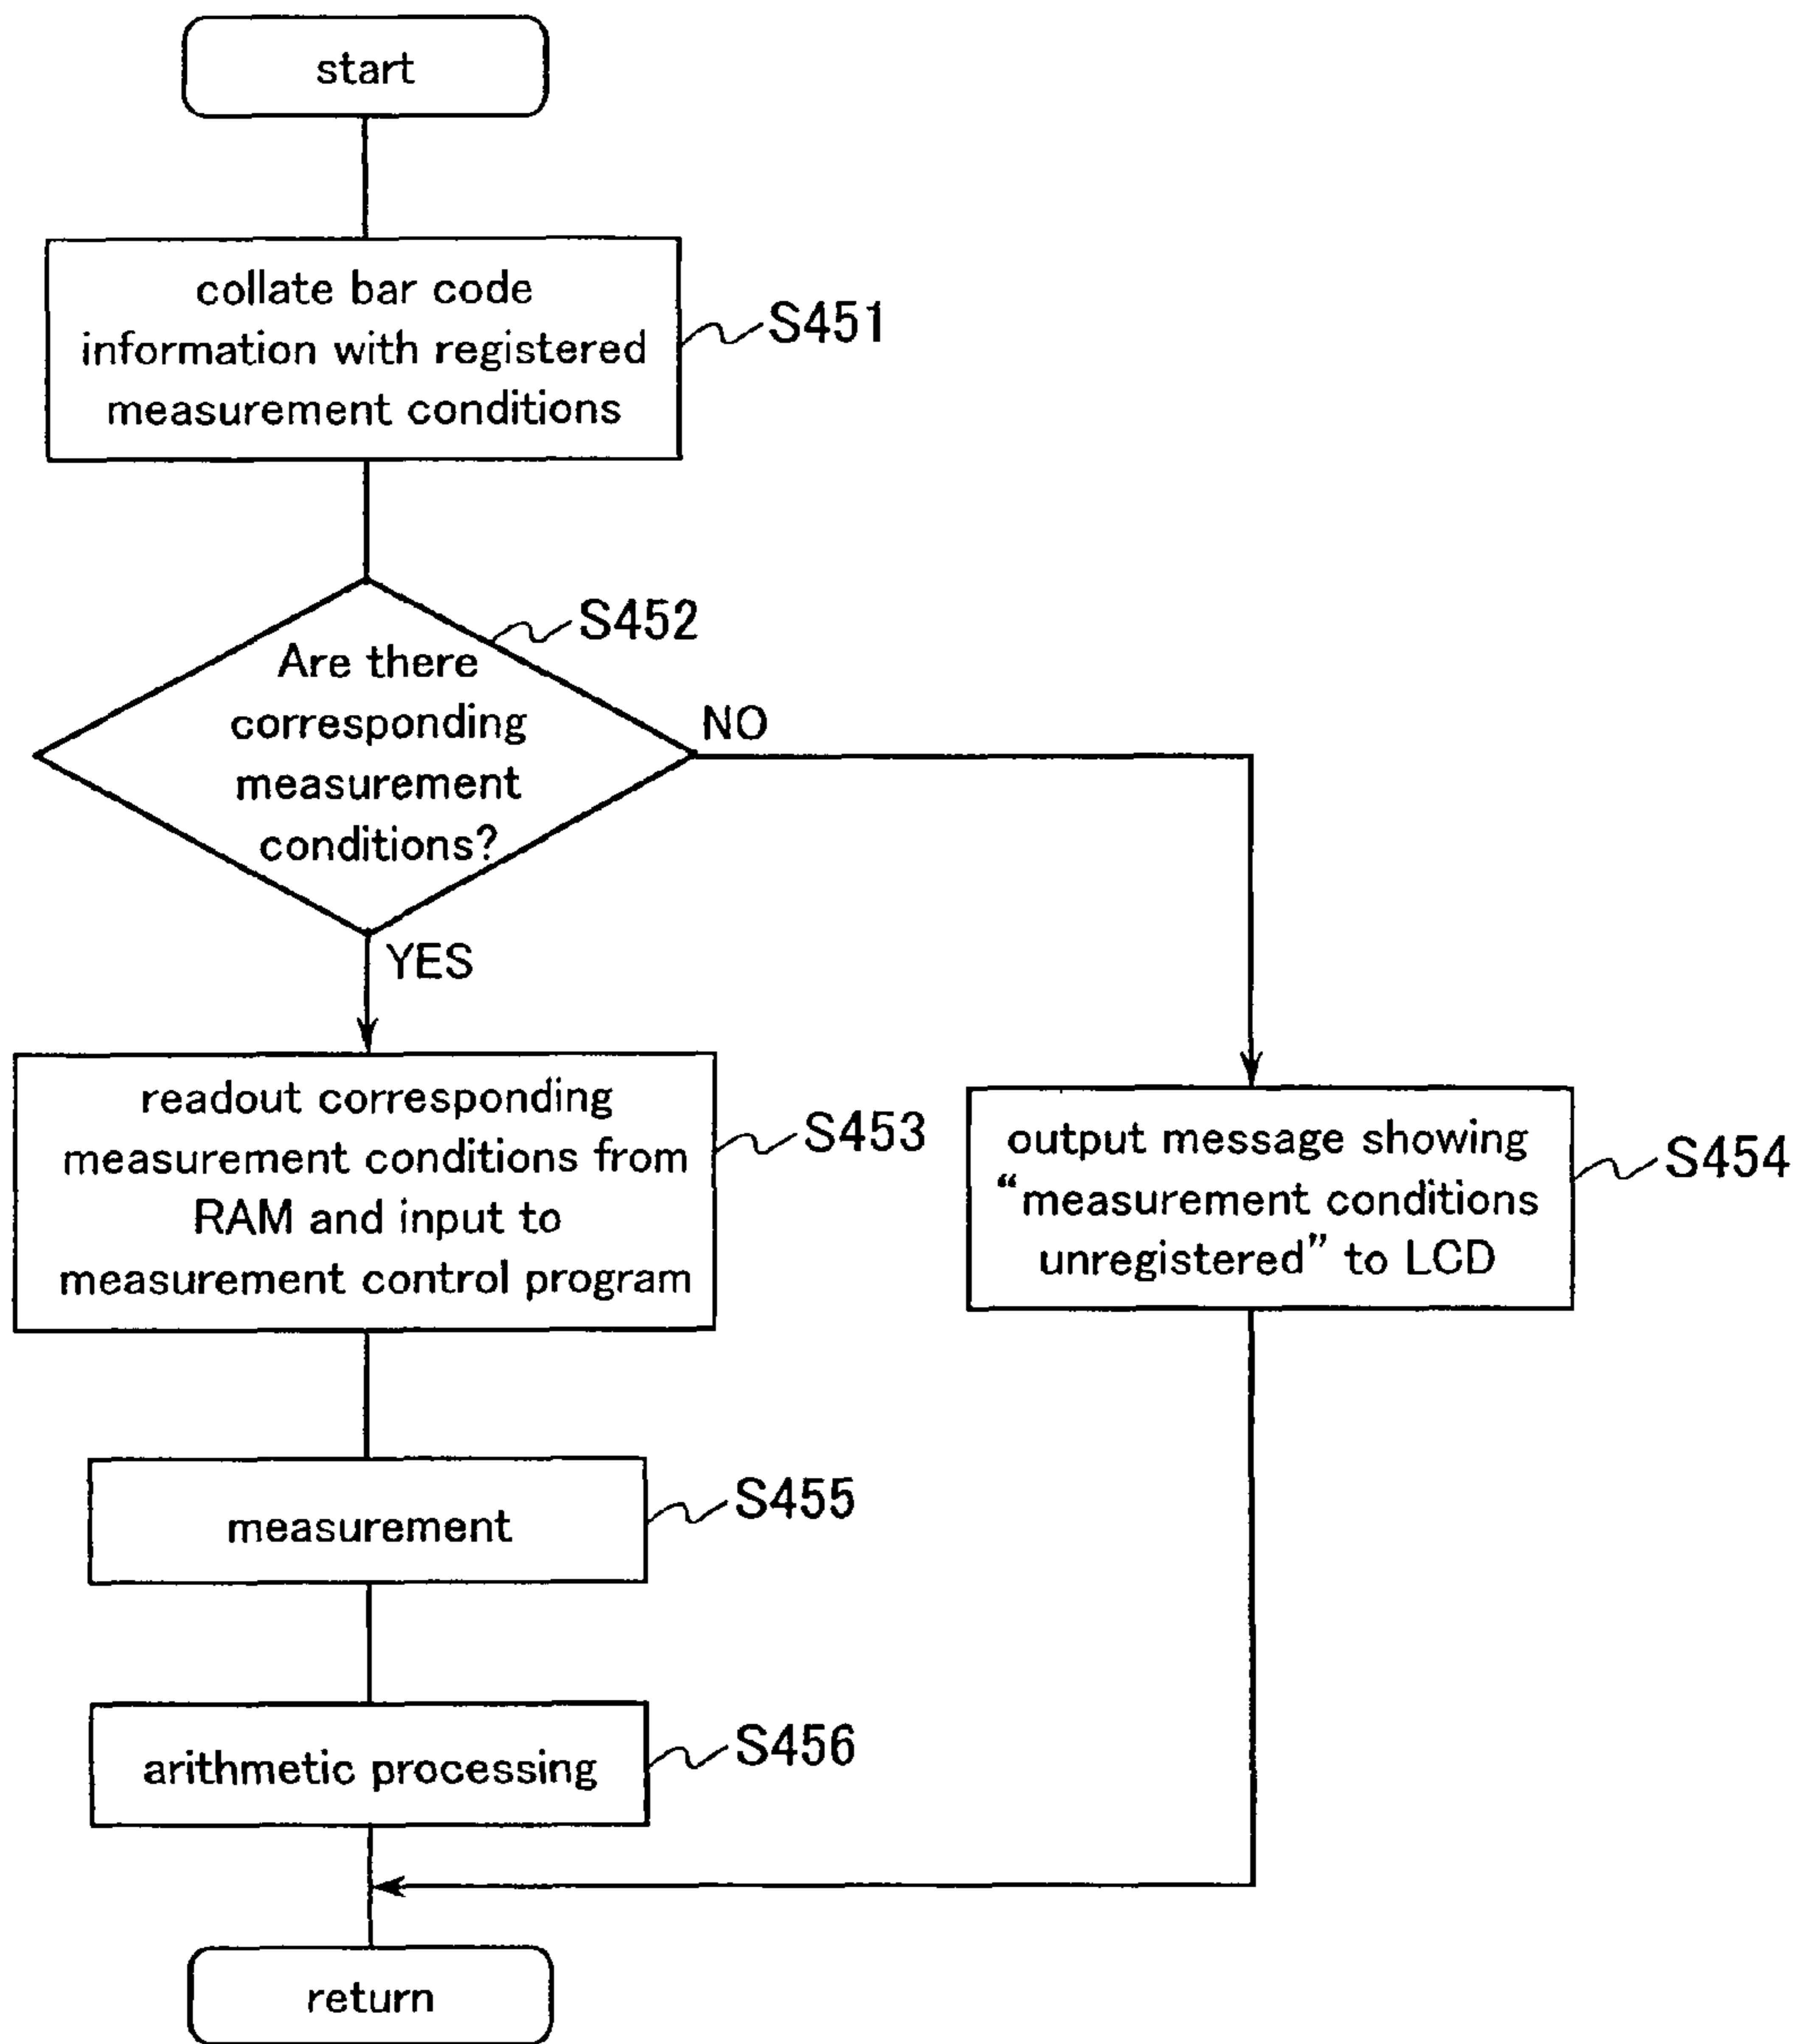 start
collate bar code
information with registered
measurement conditions
S451
S452
Are there
corresponding
measurement
conditions?
NO
YES
readout corresponding
measurement conditions from
RAM and input to
measurement control program
S453
output message showing
“measurement conditions
unregistered” to LCD
S454
measurement
S455
arithmetic processing
S456
return